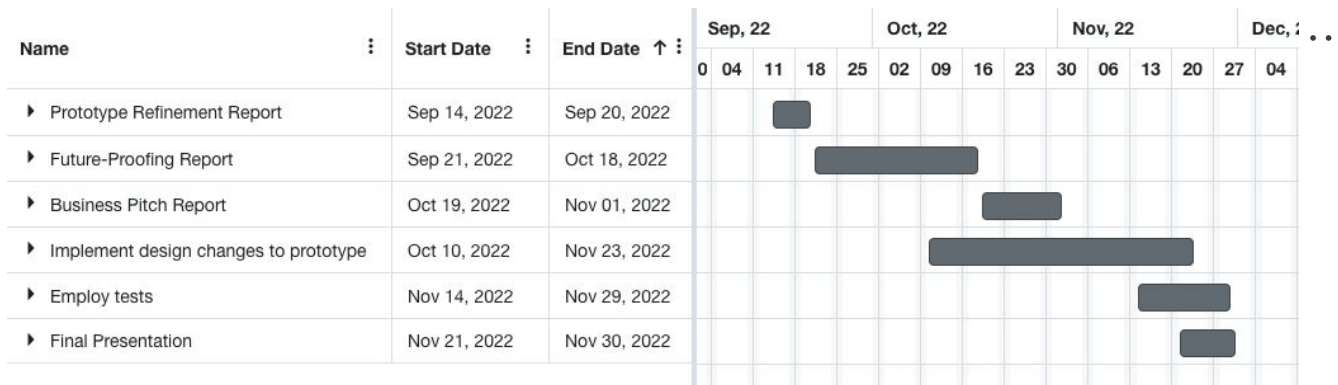 Name Start Date End Date ↑ Sep, 22 Oct, 22 Nov, 22 Dec,
0 04 11 18 25 02 09 16 23 30 06 13 20 27 04
Prototype Refinement Report Sep 14, 2022 Sep 20, 2022
Future-Proofing Report Sep 21, 2022 Oct 18, 2022
Business Pitch Report Oct 19, 2022 Nov 01, 2022
Implement design changes to prototype Oct 10, 2022 Nov 23, 2022
Employ tests Nov 14, 2022 Nov 29, 2022
Final Presentation Nov 21, 2022 Nov 30, 2022